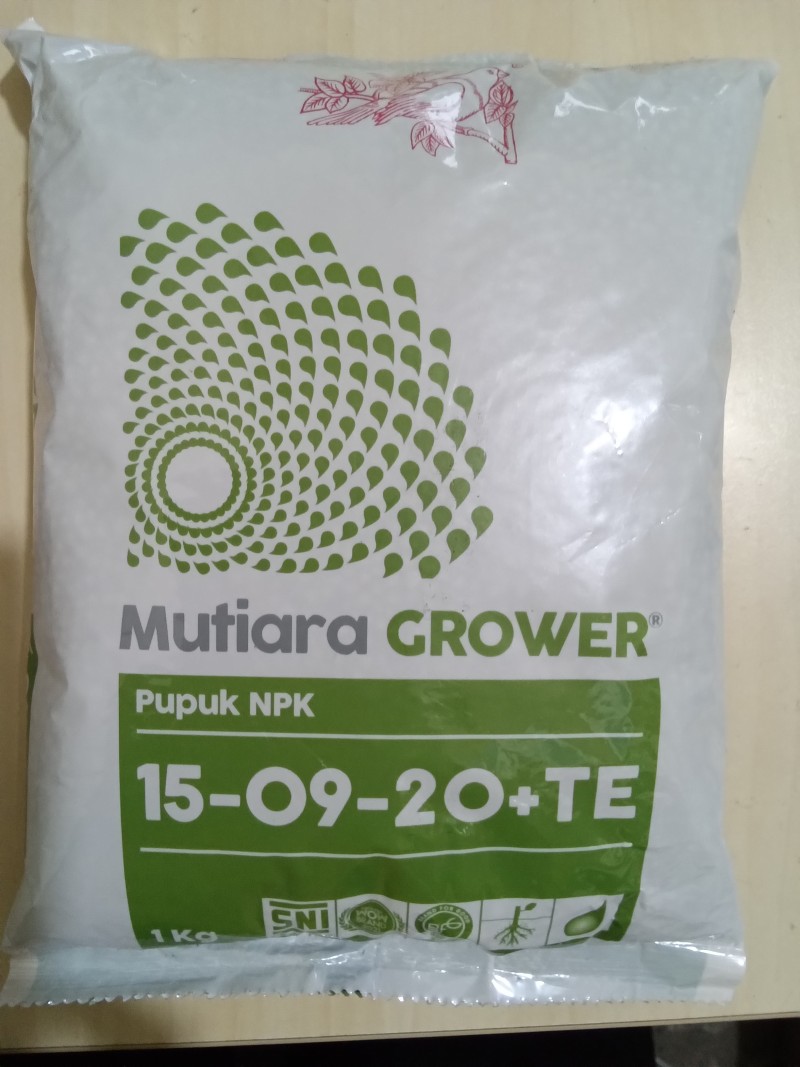 Mutiara GROWER®
Pupuk NPK
15-09-20+TE
1 Kg
SNI